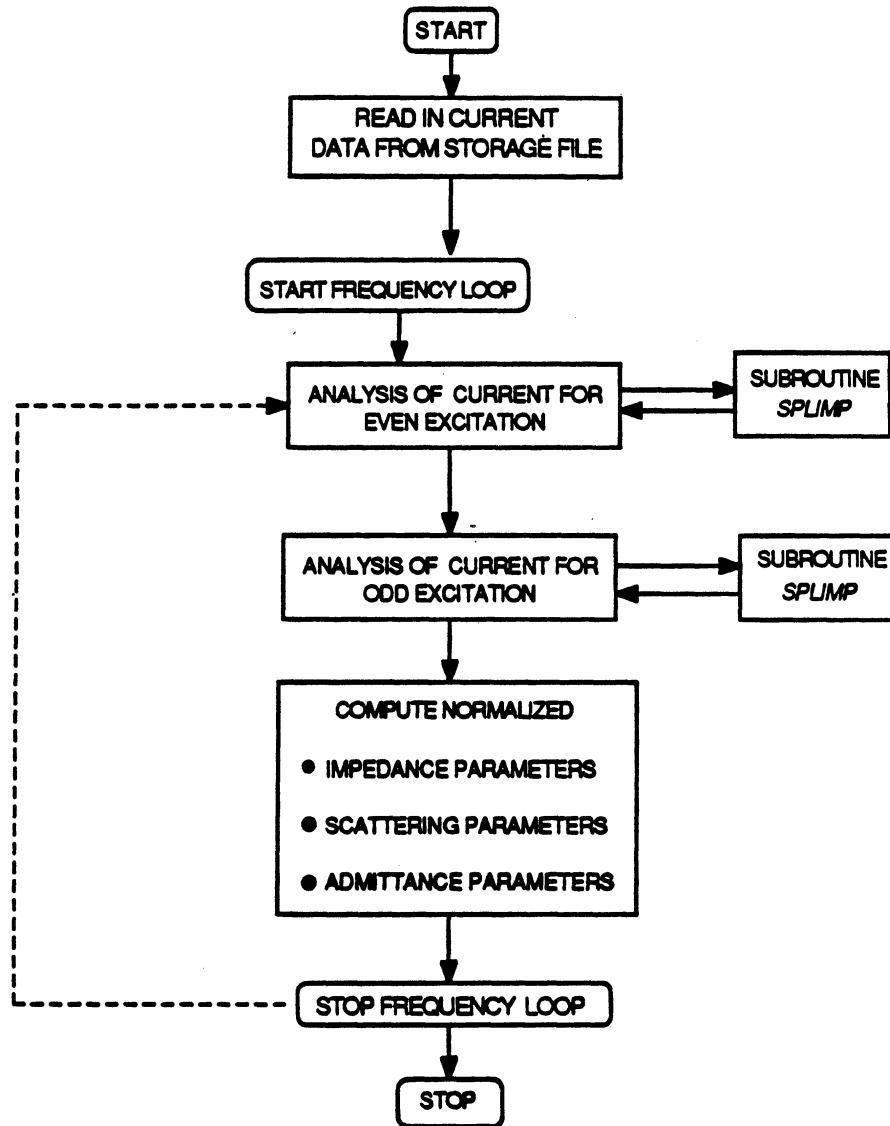 START
READ IN CURRENT
DATA FROM STORAGE FILE
START FREQUENCY LOOP
ANALYSIS OF CURRENT FOR
EVEN EXCITATION
SUBROUTINE
SPLIMP
ANALYSIS OF CURRENT FOR
ODD EXCITATION
SUBROUTINE
SPLIMP
COMPUTE NORMALIZED
● IMPEDANCE PARAMETERS
● SCATTERING PARAMETERS
● ADMITTANCE PARAMETERS
STOP FREQUENCY LOOP
STOP